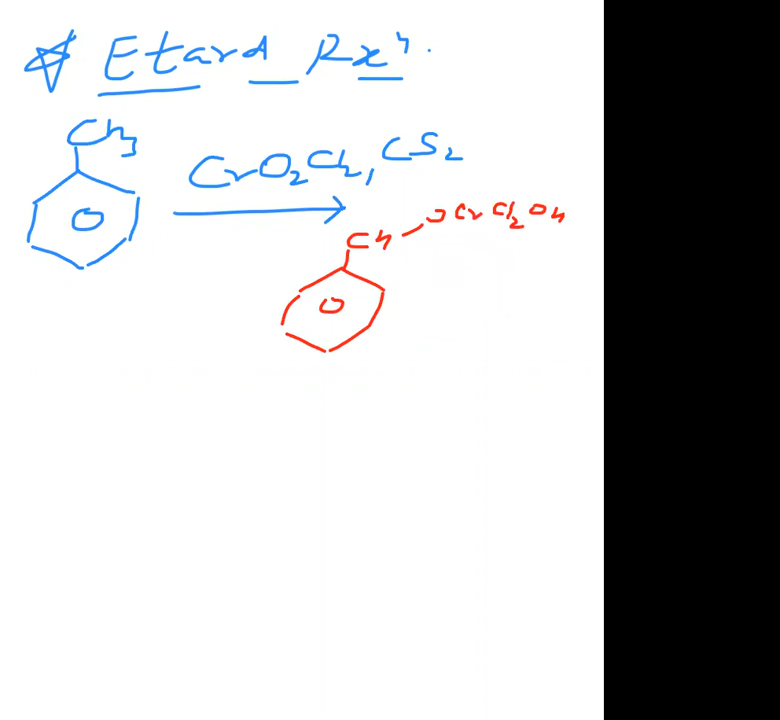 Etard Rxn.
CH3
CrO2Cl2, CS2
CH - OCrCl2OH